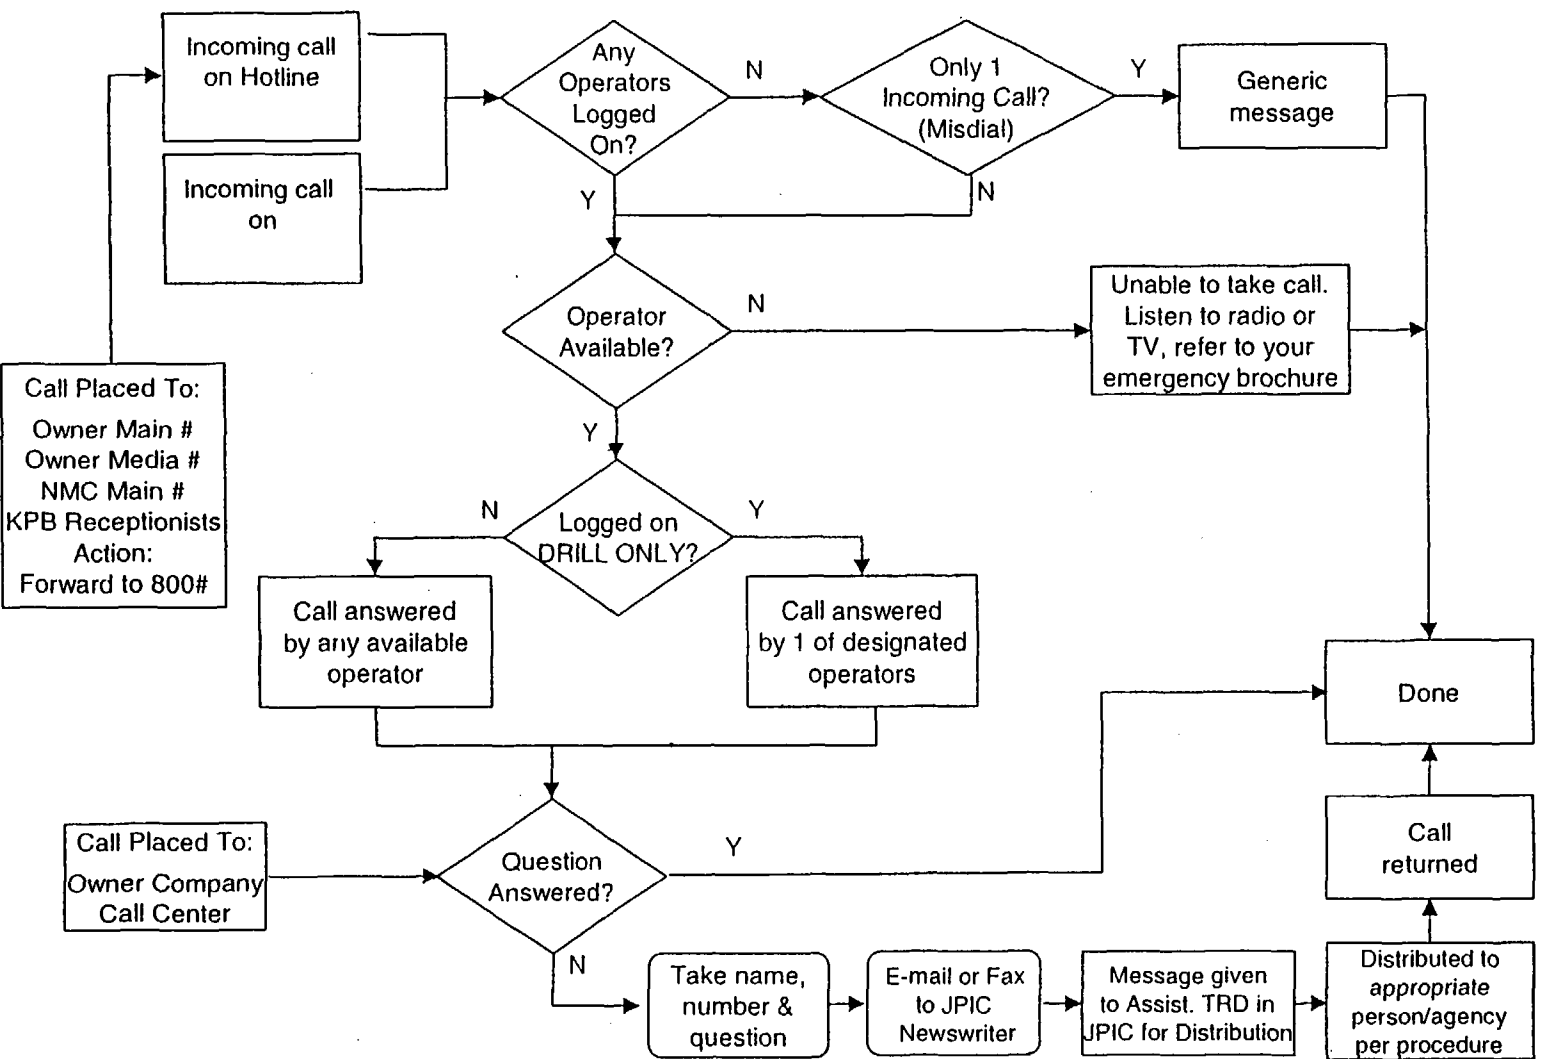 Incoming call
on Hotline
Any
Operators
Logged
On?
N
Only 1
Incoming Call?
(Misdial)
Y
Generic
message
Incoming call
on
Y
N
Operator
Available?
N
Unable to take call.
Listen to radio or
TV, refer to your
emergency brochure
Call Placed To:
Owner Main #
Owner Media #
NMC Main #
KPB Receptionists
Action:
Forward to 800#
Y
N
Logged on
DRILL ONLY?
Y
Call answered
by any available
operator
Call answered
by 1 of designated
operators
Done
Call Placed To:
Owner Company
Call Center
Question
Answered?
Y
Call
returned
N
Take name,
number &
question
E-mail or Fax
to JPIC
Newswriter
Message given
to Assist. TRD in
JPIC for Distribution
Distributed to
appropriate
person/agency
per procedure